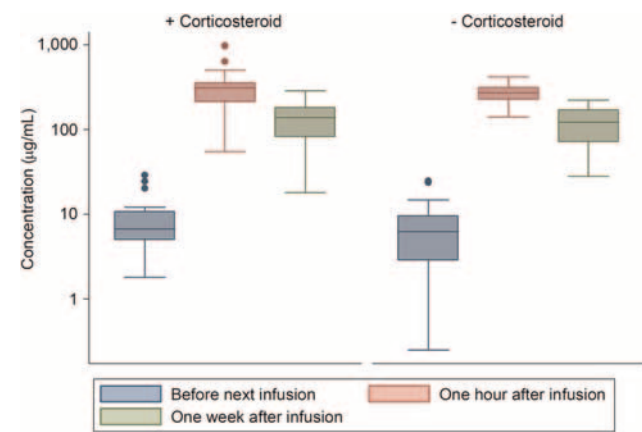 + Corticosteroid - Corticosteroid
1,000
100
10
1
Concentration (µg/mL)
Before next infusion One hour after infusion
One week after infusion